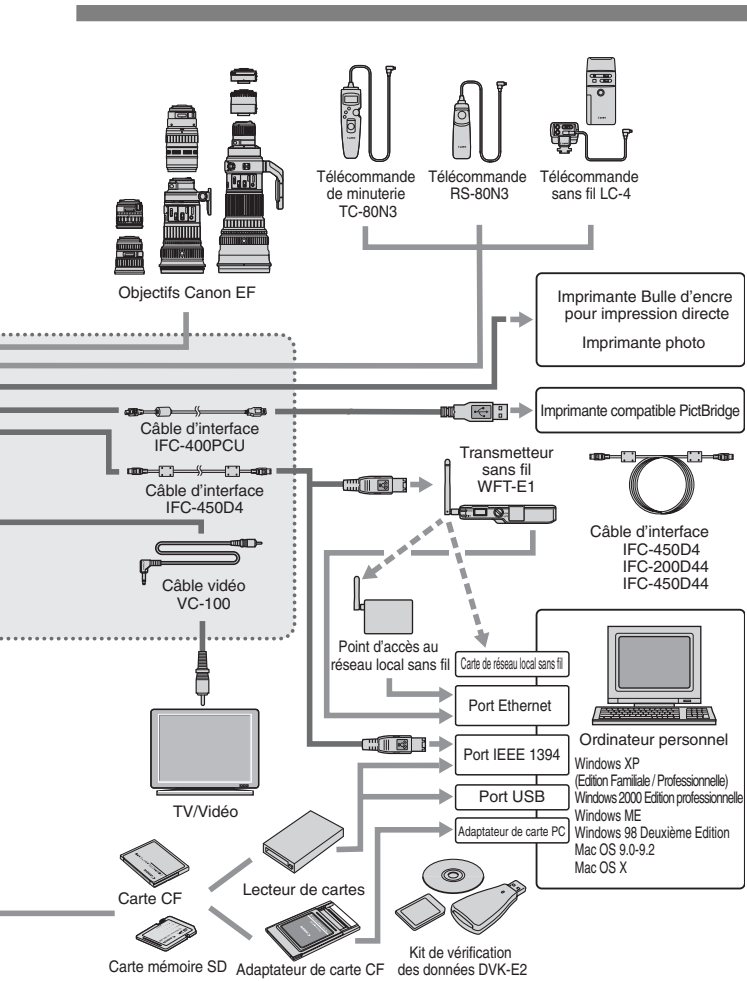 Télécommande
de minuterie
TC-80N3
Télécommande
RS-80N3
Télécommande
sans fil LC-4
Objectifs Canon EF
Imprimante Bulle d'encre
pour impression directe
Imprimante photo
Câble d'interface
IFC-400PCU
Imprimante compatible PictBridge
Câble d'interface
IFC-450D4
Transmetteur
sans fil
WFT-E1
Câble d'interface
IFC-450D4
IFC-200D44
IFC-450D44
Câble vidéo
VC-100
Point d'accès au
réseau local sans fil
Carte de réseau local sans fil
Port Ethernet
Port IEEE 1394
Port USB
Adaptateur de carte PC
Ordinateur personnel
Windows XP
(Edition Familiale / Professionnelle)
Windows 2000 Edition professionnelle
Windows ME
Windows 98 Deuxième Edition
Mac OS 9.0-9.2
Mac OS X
TV/Vidéo
Carte CF
Lecteur de cartes
Carte mémoire SD
Adaptateur de carte CF
Kit de vérification
des données DVK-E2